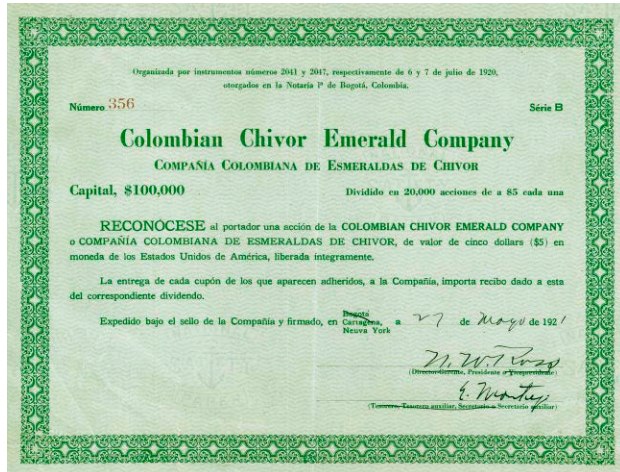 Organizada por instrumentos números 2041 y 2047, respectivamente de 6 y 7 de julio de 1920,
otorgados en la Notaria 1ª de Bogotá, Colombia.
Número 356
Série B
Colombian Chivor Emerald Company
COMPAÑÍA COLOMBIANA DE ESMERALDAS DE CHIVOR
Capital, $100,000
Dividido en 20,000 acciones de a $5 cada una
RECONÓCESE al portador una acción de la COLOMBIAN CHIVOR EMERALD COMPANY
o COMPAÑÍA COLOMBIANA DE ESMERALDAS DE CHIVOR, de valor de cinco dollars ($5) en
moneda de los Estados Unidos de América, liberada integramente.
La entrega de cada cupón de los que aparecen adheridos, a la Compañía, importa recibo dado a esta
del correspondiente dividendo.
Bogotá
Expedido bajo el sello de la Compañía y firmado, en Cartagena, a 27 de Mayo de 1921
Neuva York
(Director-Gerente, Presidente o Vicepresidente)
(Tesorero, Tesorero auxiliar, Secretario o Secretario auxiliar)